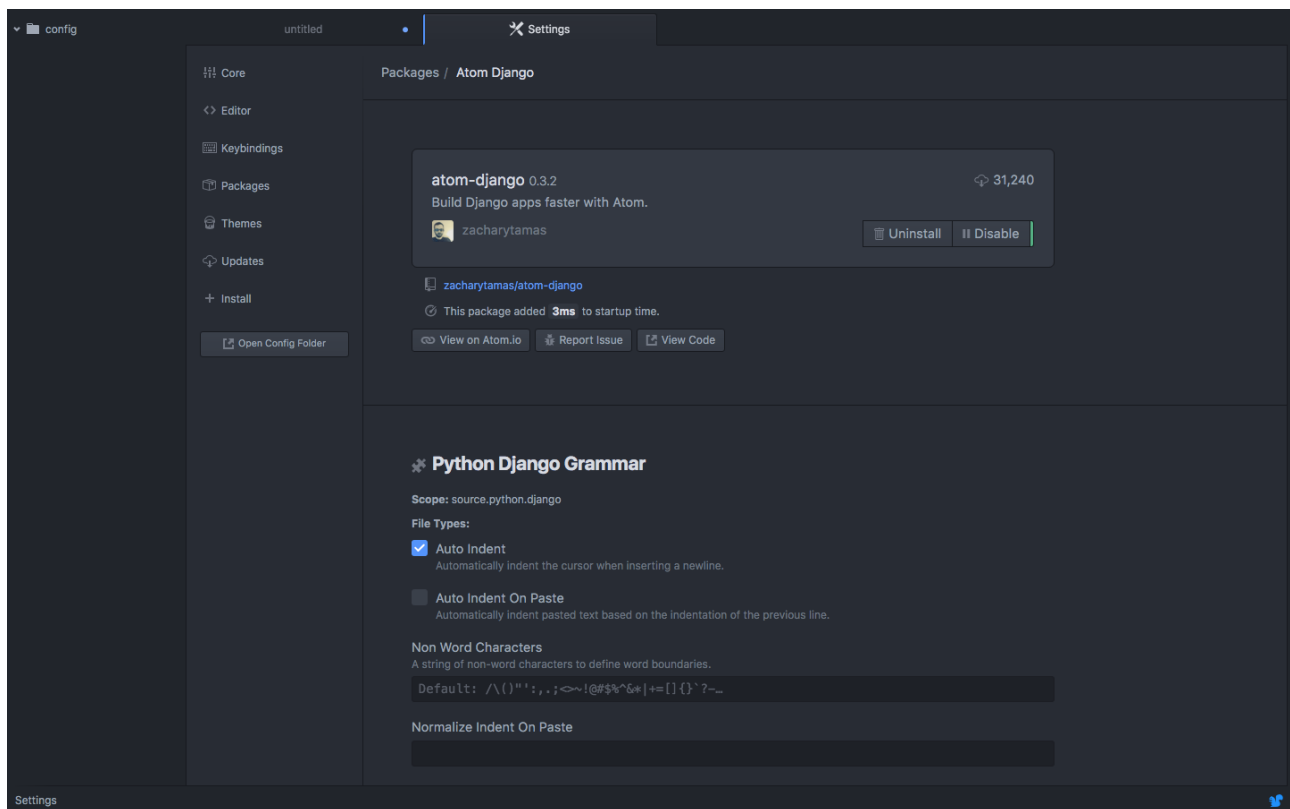 config
untitled
Settings
Core
Editor
Keybindings
Packages
Themes
Updates
Install
Open Config Folder
Packages / Atom Django
atom-django 0.3.2
31,240
Build Django apps faster with Atom.
zacharytamas
Uninstall
Disable
zacharytamas/atom-django
This package added 3ms to startup time.
View on Atom.io
Report Issue
View Code
Python Django Grammar
Scope: source.python.django
File Types:
Auto Indent
Automatically indent the cursor when inserting a newline.
Auto Indent On Paste
Automatically indent pasted text based on the indentation of the previous line.
Non Word Characters
A string of non-word characters to define word boundaries.
Default: /\()"':,.;<>~!@#$%^&*|+=[]{}`?-…
Normalize Indent On Paste
Settings